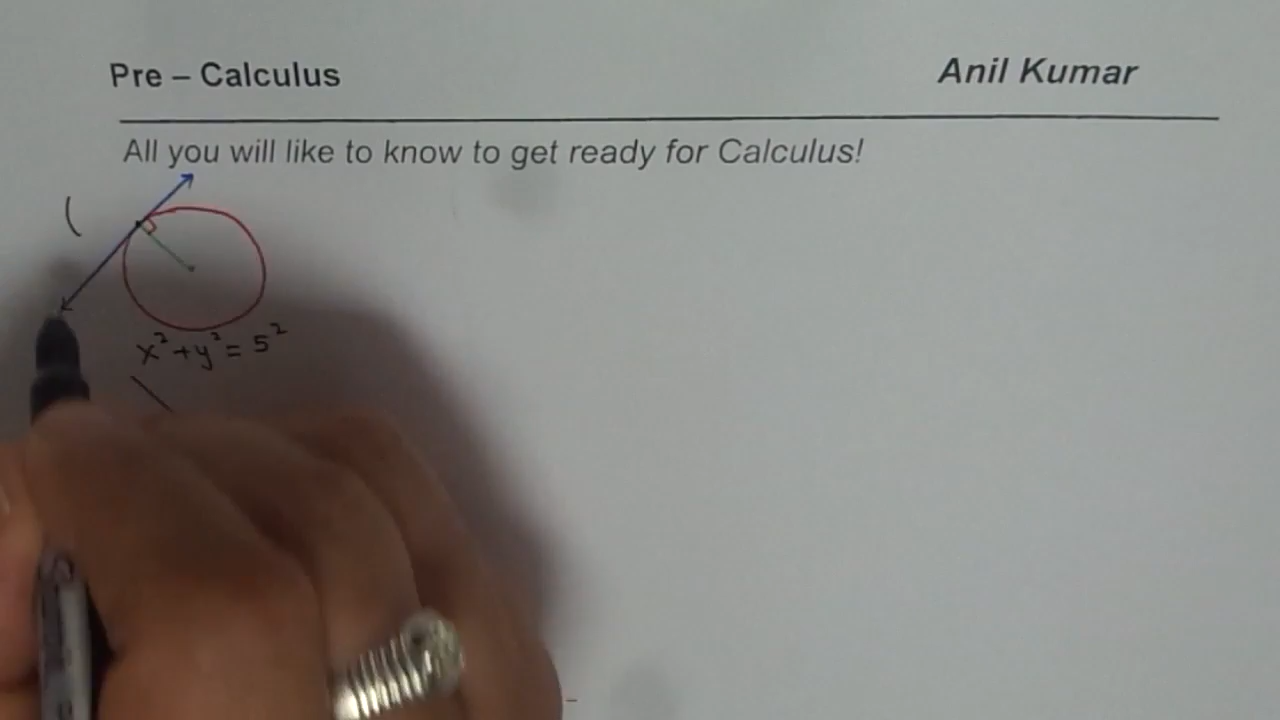 Pre – Calculus
Anil Kumar
All you will like to know to get ready for Calculus!
(
x² + y² = 5²